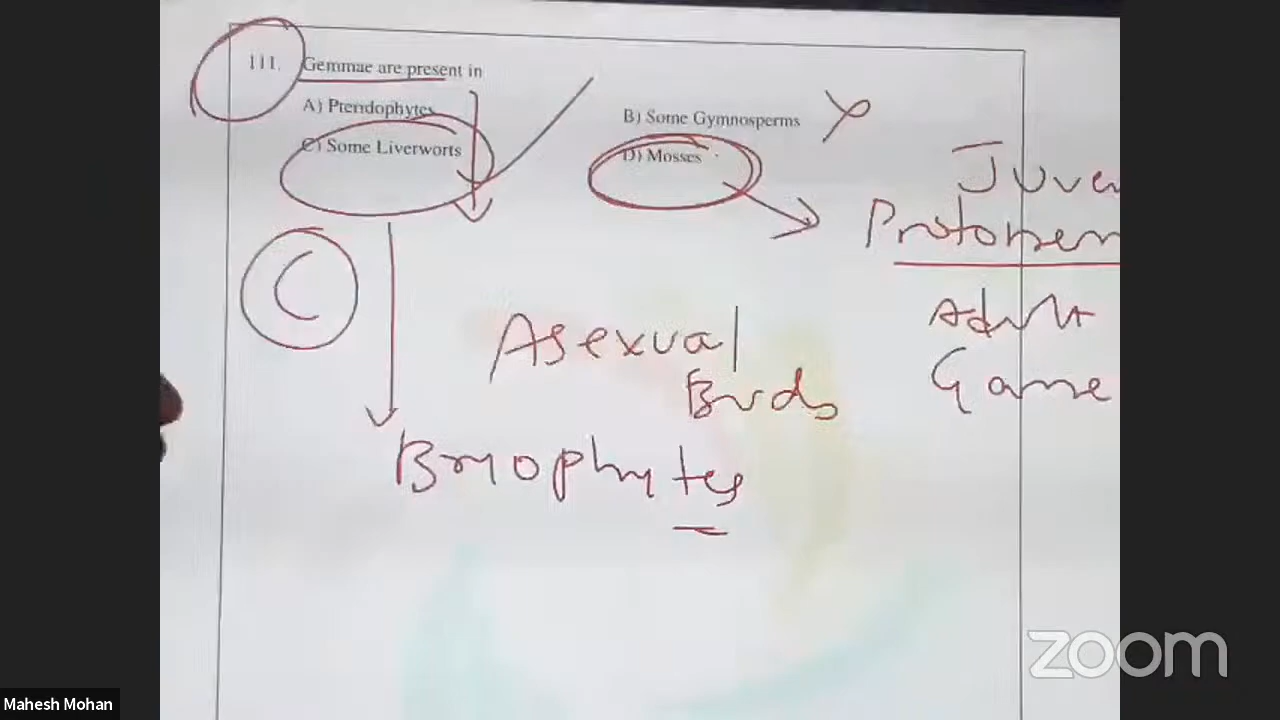 111. Gemmae are present in
A) Pteridophytes
B) Some Gymnosperms
C) Some Liverworts
D) Mosses
Juve
Protonem
Adult
Game
C
Asexual
Buds
Bryophytes
zoom
Mahesh Mohan